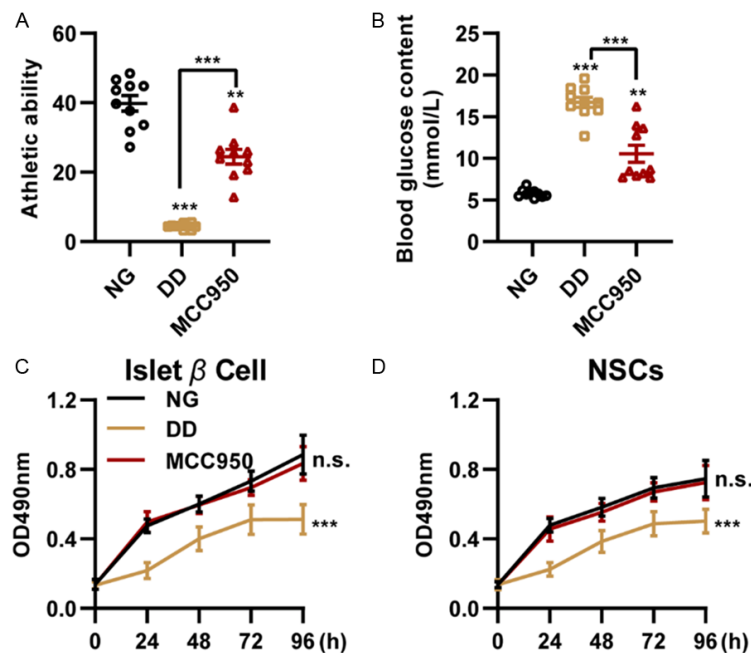 A
Athletic ability
60
40
20
0
***
**
***
NG
DD
MCC950
B
Blood glucose content
(mmol/L)
25
20
15
10
5
0
***
***
**
NG
DD
MCC950
C
Islet β Cell
OD490nm
1.2
0.8
0.4
0.0
NG
DD
MCC950
n.s.
***
0 24 48 72 96 (h)
D
NSCs
OD490nm
1.2
0.8
0.4
0.0
n.s.
***
0 24 48 72 96 (h)